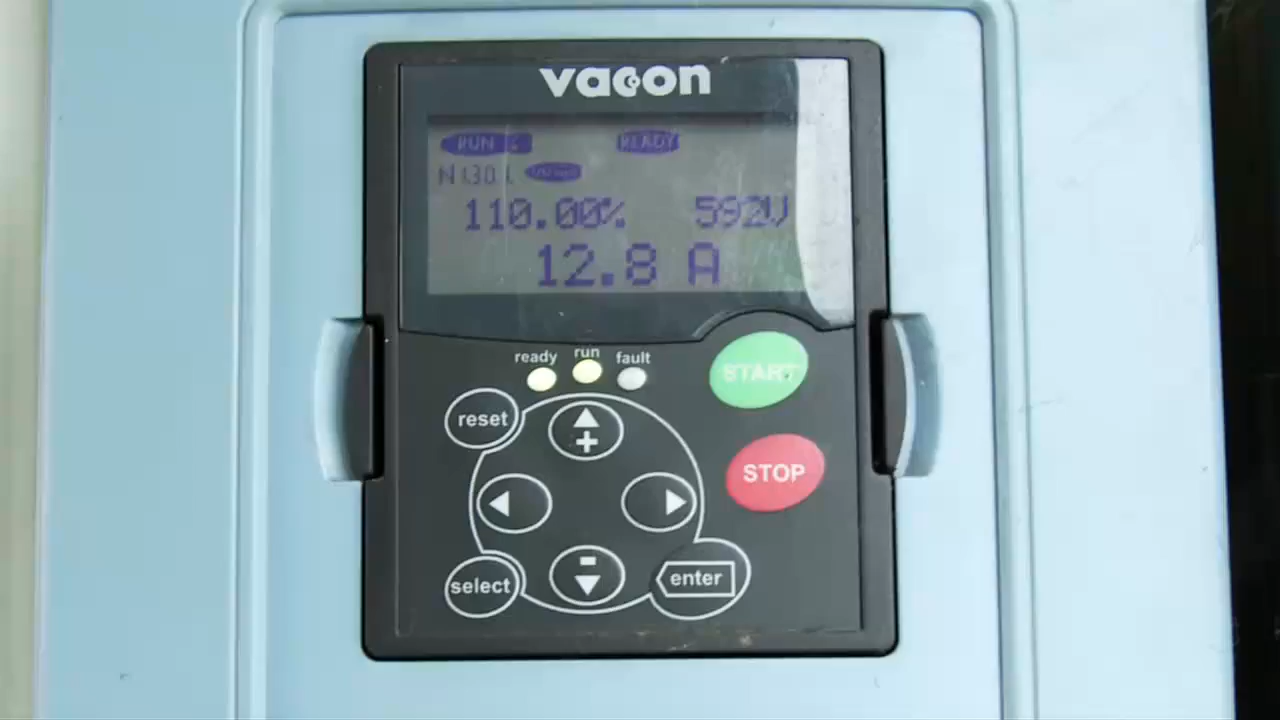 vacon
RUN READY
110.00% 592V
12.8 A
ready run fault
START
reset
+
STOP
-
select enter